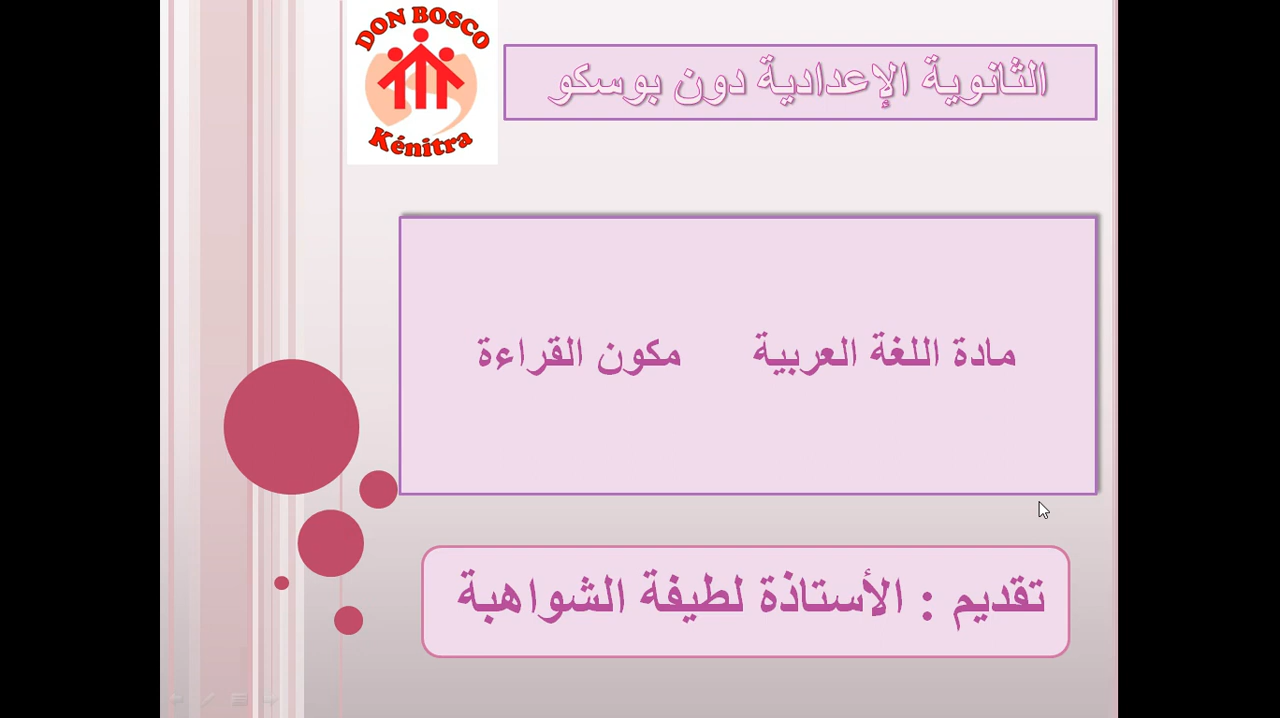 DON BOSCO
Kénitra
الثانوية الإعدادية دون بوسكو
مادة اللغة العربية مكون القراءة
تقديم : الأستاذة لطيفة الشواهبة